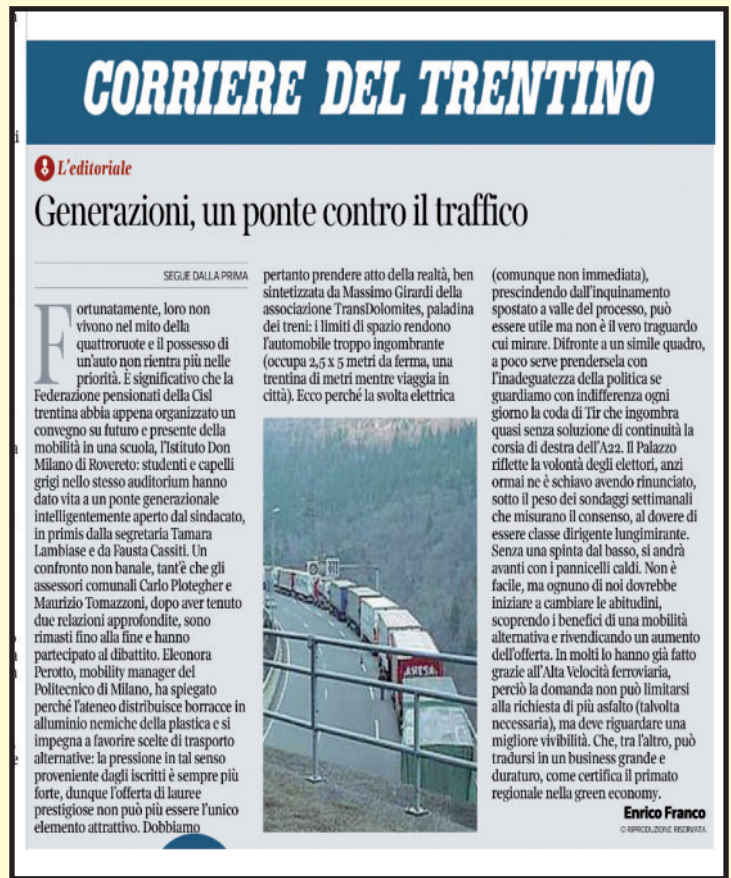 CORRIERE DEL TRENTINO
L'editoriale
Generazioni, un ponte contro il traffico
SEGUE DALLA PRIMA
Fortunatamente, loro non
vivono nel mito della
quattroruote e il possesso di
un'auto non rientra più nelle
priorità. È significativo che la
Federazione pensionati della Cisl
trentina abbia appena organizzato un
convegno su futuro e presente della
mobilità in una scuola, l'Istituto Don
Milano di Rovereto: studenti e capelli
grigi nello stesso auditorium hanno
dato vita a un ponte generazionale
intelligentemente aperto dal sindacato,
in primis dalla segretaria Tamara
Lambiase e da Fausta Cassiti. Un
confronto non banale, tant'è che gli
assessori comunali Carlo Plotegher e
Maurizio Tomazzoni, dopo aver tenuto
due relazioni approfondite, sono
rimasti fino alla fine e hanno
partecipato al dibattito. Eleonora
Perotto, mobility manager del
Politecnico di Milano, ha spiegato
perché l'ateneo distribuisce borracce in
alluminio nemiche della plastica e si
impegna a favorire scelte di trasporto
alternative: la pressione in tal senso
proveniente dagli iscritti è sempre più
forte, dunque l'offerta di lauree
prestigiose non può più essere l'unico
elemento attrattivo. Dobbiamo
pertanto prendere atto della realtà, ben
sintetizzata da Massimo Girardi della
associazione TransDolomites, paladina
dei treni: i limiti di spazio rendono
l'automobile troppo ingombrante
(occupa 2,5 x 5 metri da ferma, una
trentina di metri mentre viaggia in
città). Ecco perché la svolta elettrica
(comunque non immediata),
prescindendo dall'inquinamento
spostato a valle del processo, può
essere utile ma non è il vero traguardo
cui mirare. Difronte a un simile quadro,
a poco serve prendersela con
l'inadeguatezza della politica se
guardiamo con indifferenza ogni
giorno la coda di Tir che ingombra
quasi senza soluzione di continuità la
corsia di destra dell'A22. Il Palazzo
riflette la volontà degli elettori, anzi
ormai ne è schiavo avendo rinunciato,
sotto il peso dei sondaggi settimanali
che misurano il consenso, al dovere di
essere classe dirigente lungimirante.
Senza una spinta dal basso, si andrà
avanti con i pannicelli caldi. Non è
facile, ma ognuno di noi dovrebbe
iniziare a cambiare le abitudini,
scoprendo i benefici di una mobilità
alternativa e rivendicando un aumento
dell'offerta. In molti lo hanno già fatto
grazie all'Alta Velocità ferroviaria,
perciò la domanda non può limitarsi
alla richiesta di più asfalto (talvolta
necessaria), ma deve riguardare una
migliore vivibilità. Che, tra l'altro, può
tradursi in un business grande e
duraturo, come certifica il primato
regionale nella green economy.
Enrico Franco
© RIPRODUZIONE RISERVATA